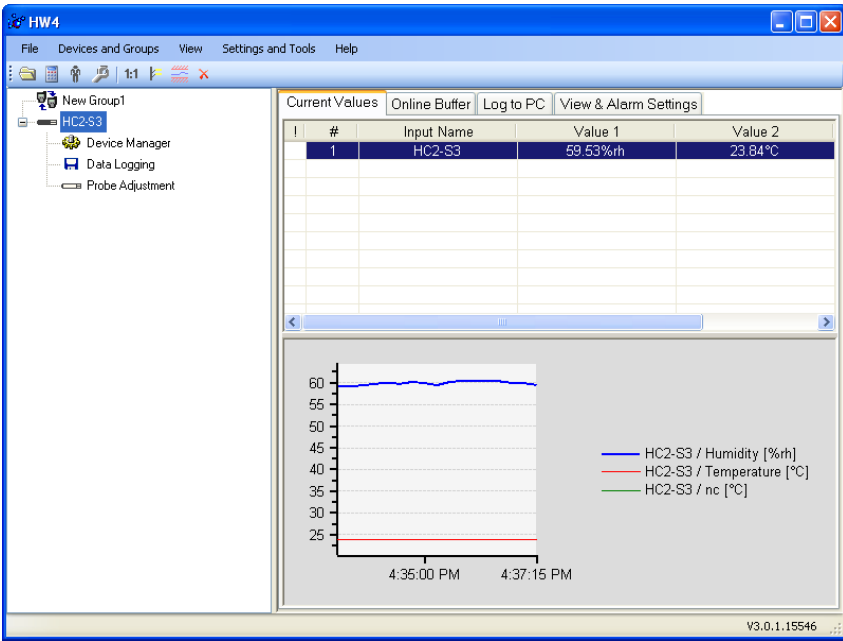 HW4
File Devices and Groups View Settings and Tools Help
1:1
New Group1
HC2-S3
Device Manager
Data Logging
Probe Adjustment
Current Values Online Buffer Log to PC View & Alarm Settings
! # Input Name Value 1 Value 2
1 HC2-S3 59.53%rh 23.84°C
60
55
50
45
40
35
30
25
4:35:00 PM 4:37:15 PM
HC2-S3 / Humidity [%rh]
HC2-S3 / Temperature [°C]
HC2-S3 / nc [°C]
V3.0.1.15546